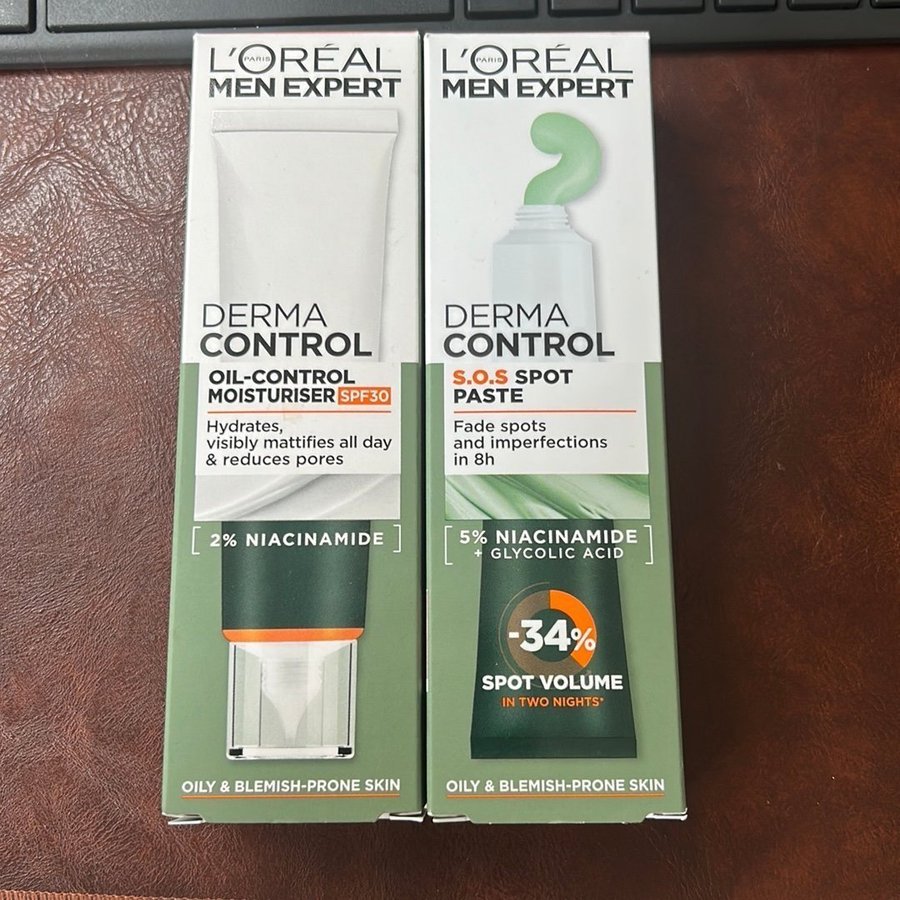 L'ORÉAL
PARIS
MEN EXPERT
DERMA
CONTROL
OIL-CONTROL
MOISTURISER SPF30
Hydrates,
visibly mattifies all day
& reduces pores
[ 2% NIACINAMIDE ]
OILY & BLEMISH-PRONE SKIN
L'ORÉAL
PARIS
MEN EXPERT
DERMA
CONTROL
S.O.S SPOT
PASTE
Fade spots
and imperfections
in 8h
[ 5% NIACINAMIDE
+ GLYCOLIC ACID ]
-34%
SPOT VOLUME
IN TWO NIGHTS*
OILY & BLEMISH-PRONE SKIN